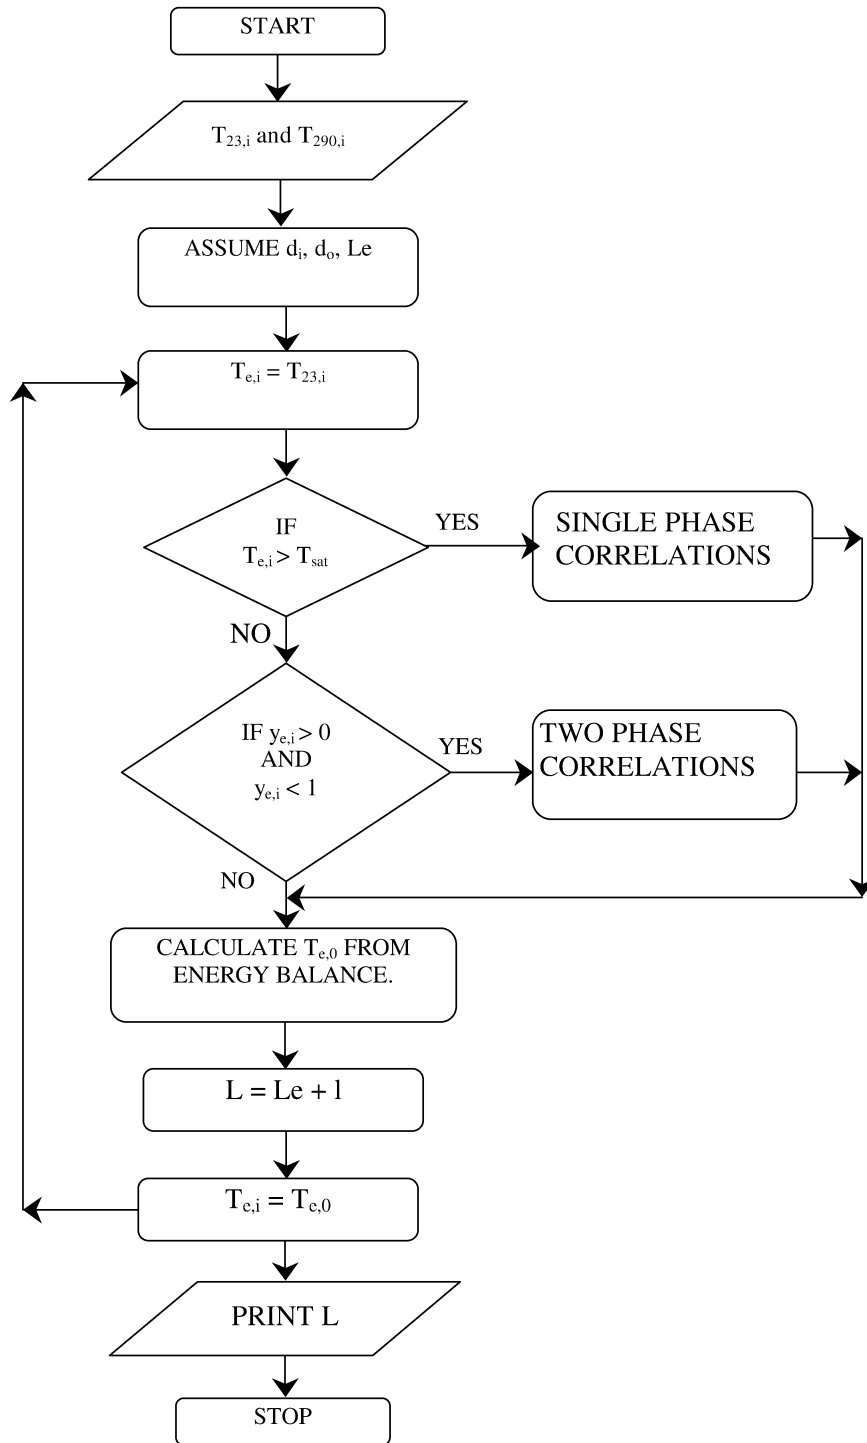 START
T23,i and T290,i
ASSUME di, do, Le
Te,i = T23,i
IF
Te,i > Tsat
YES
SINGLE PHASE
CORRELATIONS
NO
IF ye,i > 0
AND
ye,i < 1
YES
TWO PHASE
CORRELATIONS
NO
CALCULATE Te,0 FROM
ENERGY BALANCE.
L = Le + l
Te,i = Te,0
PRINT L
STOP